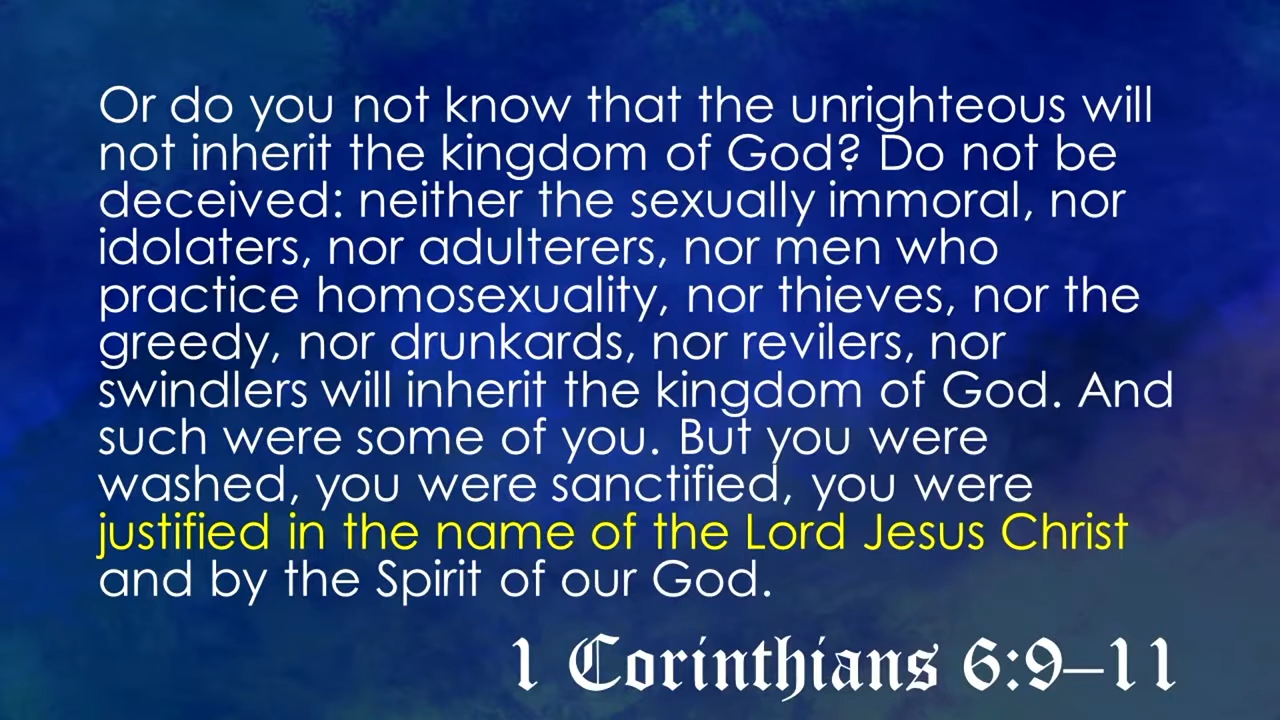 Or do you not know that the unrighteous will
not inherit the kingdom of God? Do not be
deceived: neither the sexually immoral, nor
idolaters, nor adulterers, nor men who
practice homosexuality, nor thieves, nor the
greedy, nor drunkards, nor revilers, nor
swindlers will inherit the kingdom of God. And
such were some of you. But you were
washed, you were sanctified, you were
justified in the name of the Lord Jesus Christ
and by the Spirit of our God.
1 Corinthians 6:9–11